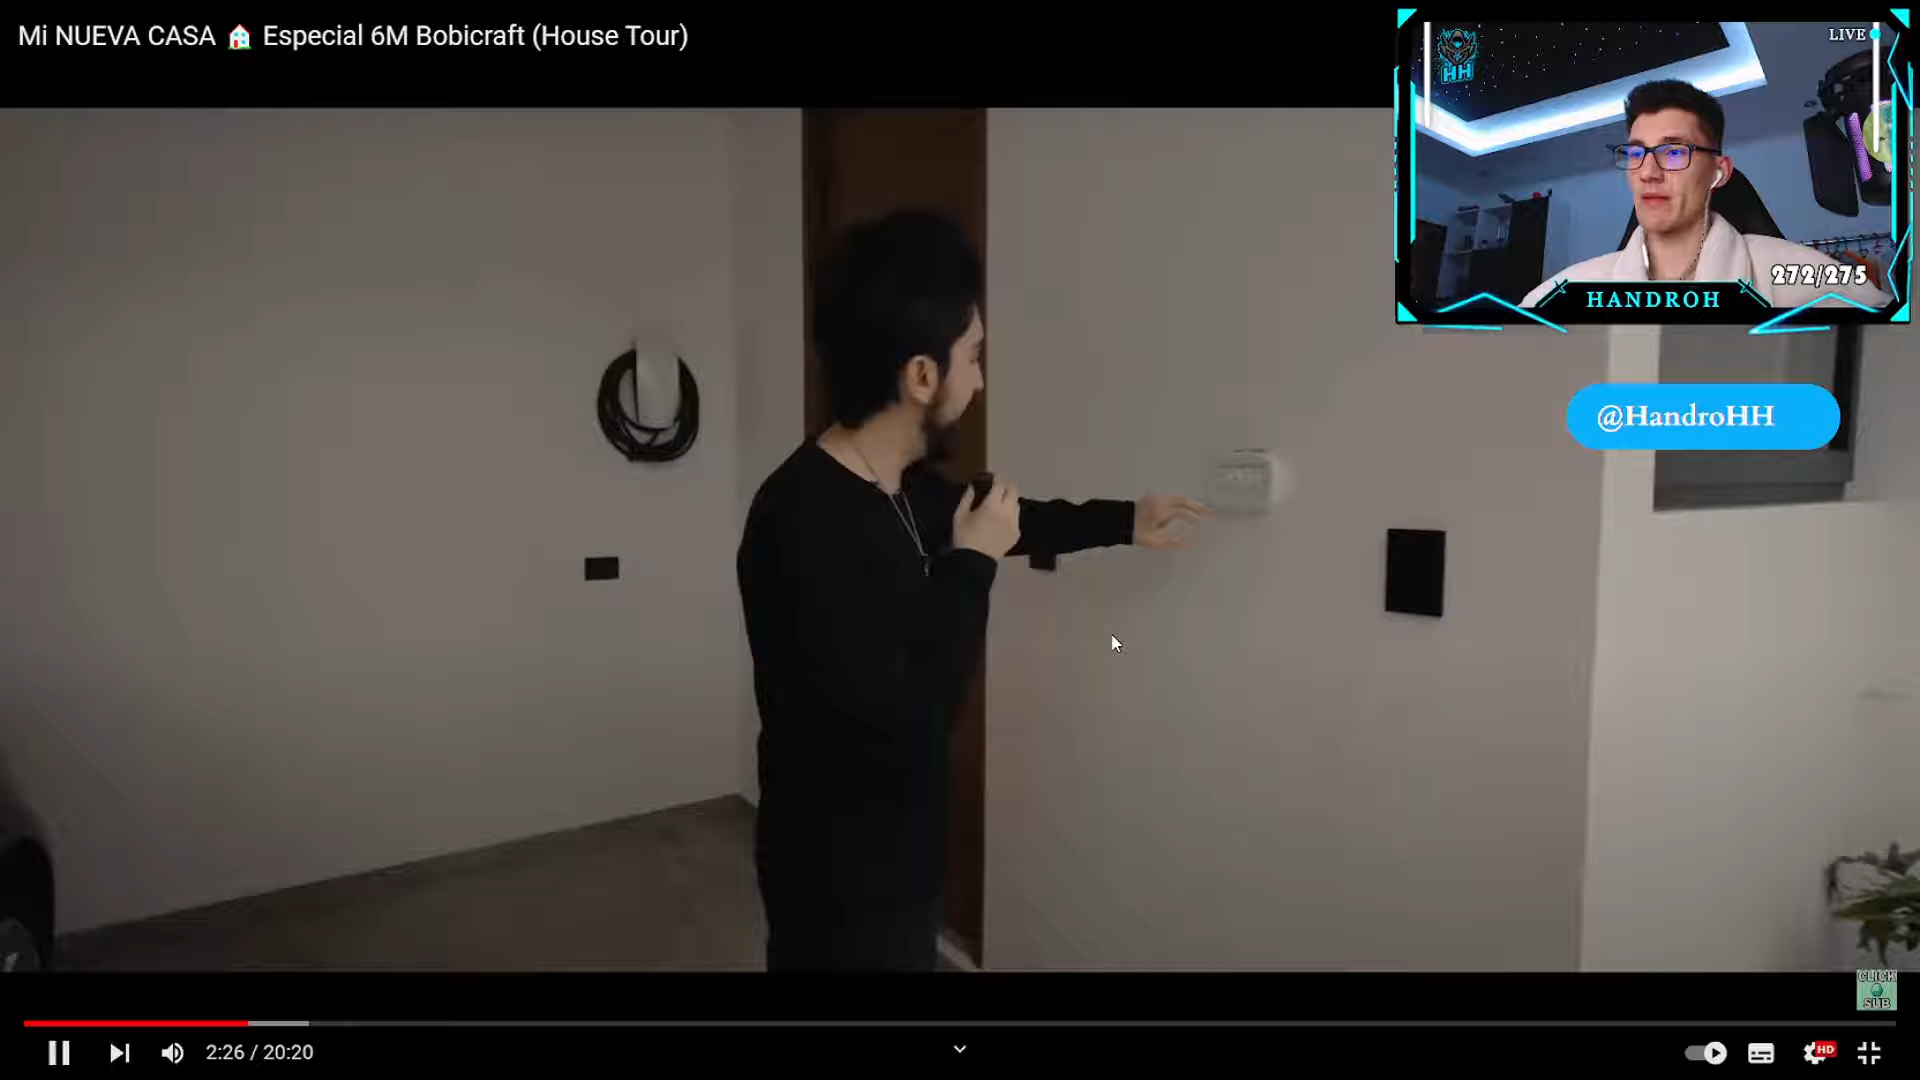 Mi NUEVA CASA 🏠 Especial 6M Bobicraft (House Tour)
LIVE
HH
272/275
HANDROH
@HandroHH
CLICK
SUB
2:26 / 20:20
HD